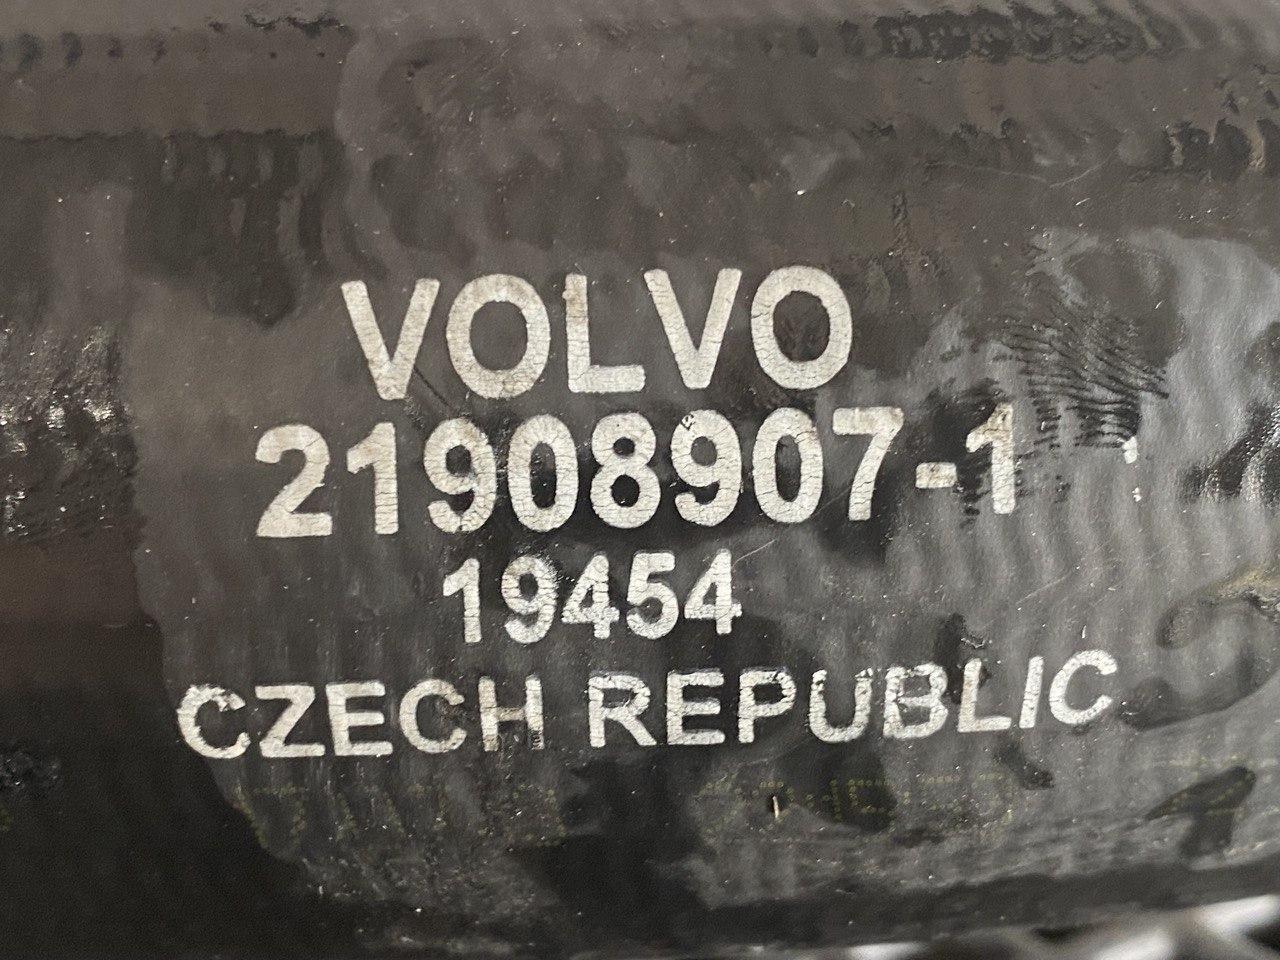 VOLVO
21908907-1
19454
CZECH REPUBLIC